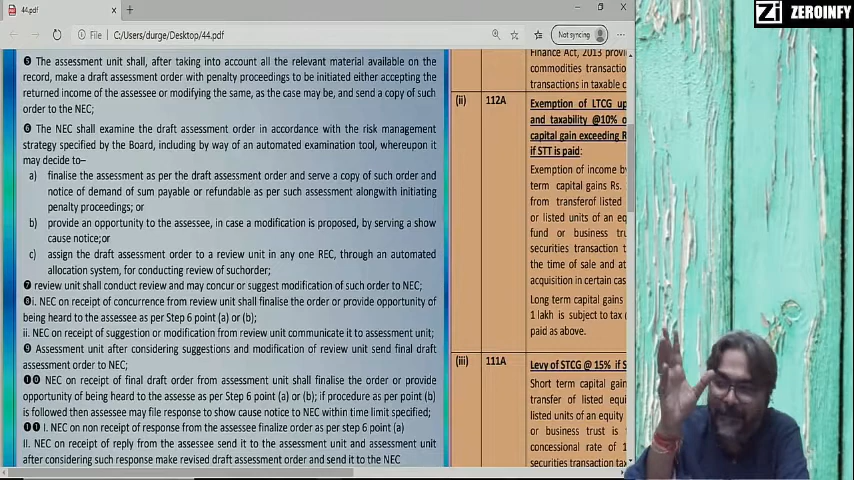 44.pdf
File
C:/Users/durge/Desktop/44.pdf
Not syncing
ZEROINFY
❺ The assessment unit shall, after taking into account all the relevant material available on the
record, make a draft assessment order with penalty proceedings to be initiated either accepting the
returned income of the assessee or modifying the same, as the case may be, and send a copy of such
order to the NEC;
❻ The NEC shall examine the draft assessment order in accordance with the risk management
strategy specified by the Board, including by way of an automated examination tool, whereupon it
may decide to–
a) finalise the assessment as per the draft assessment order and serve a copy of such order and
notice of demand of sum payable or refundable as per such assessment alongwith initiating
penalty proceedings; or
b) provide an opportunity to the assessee, in case a modification is proposed, by serving a show
cause notice;or
c) assign the draft assessment order to a review unit in any one REC, through an automated
allocation system, for conducting review of suchorder;
❼ review unit shall conduct review and may concur or suggest modification of such order to NEC;
❽i. NEC on receipt of concurrence from review unit shall finalise the order or provide opportunity of
being heard to the assessee as per Step 6 point (a) or (b);
ii. NEC on receipt of suggestion or modification from review unit communicate it to assessment unit;
❾ Assessment unit after considering suggestions and modification of review unit send final draft
assessment order to NEC;
❶⓿ NEC on receipt of final draft order from assessment unit shall finalise the order or provide
opportunity of being heard to the assesse as per Step 6 point (a) or (b); if procedure as per point (b)
is followed then assessee may file response to show cause notice to NEC within time limit specified;
❶❶ I. NEC on non receipt of response from the assessee finalize order as per step 6 point (a)
II. NEC on receipt of reply from the assessee send it to the assessment unit and assessment unit
after considering such response make revised draft assessment order and send it to the NEC
Finance Act, 2013 provi
commodities transactio
transactions in taxable c
(ii) 112A
Exemption of LTCG up
and taxability @10% o
capital gain exceeding R
if STT is paid:
Exemption of income by
term capital gains Rs.
from transferof listed
or listed units of an eq
fund or business tru
securities transaction t
the time of sale and at
acquisition in certain cas
Long term capital gains
1 lakh is subject to tax (
paid as above.
(iii) 111A
Levy of STCG @ 15% if S
Short term capital gain
transfer of listed equi
listed units of an equity
or business trust is
concessional rate of 1
securities transaction tax